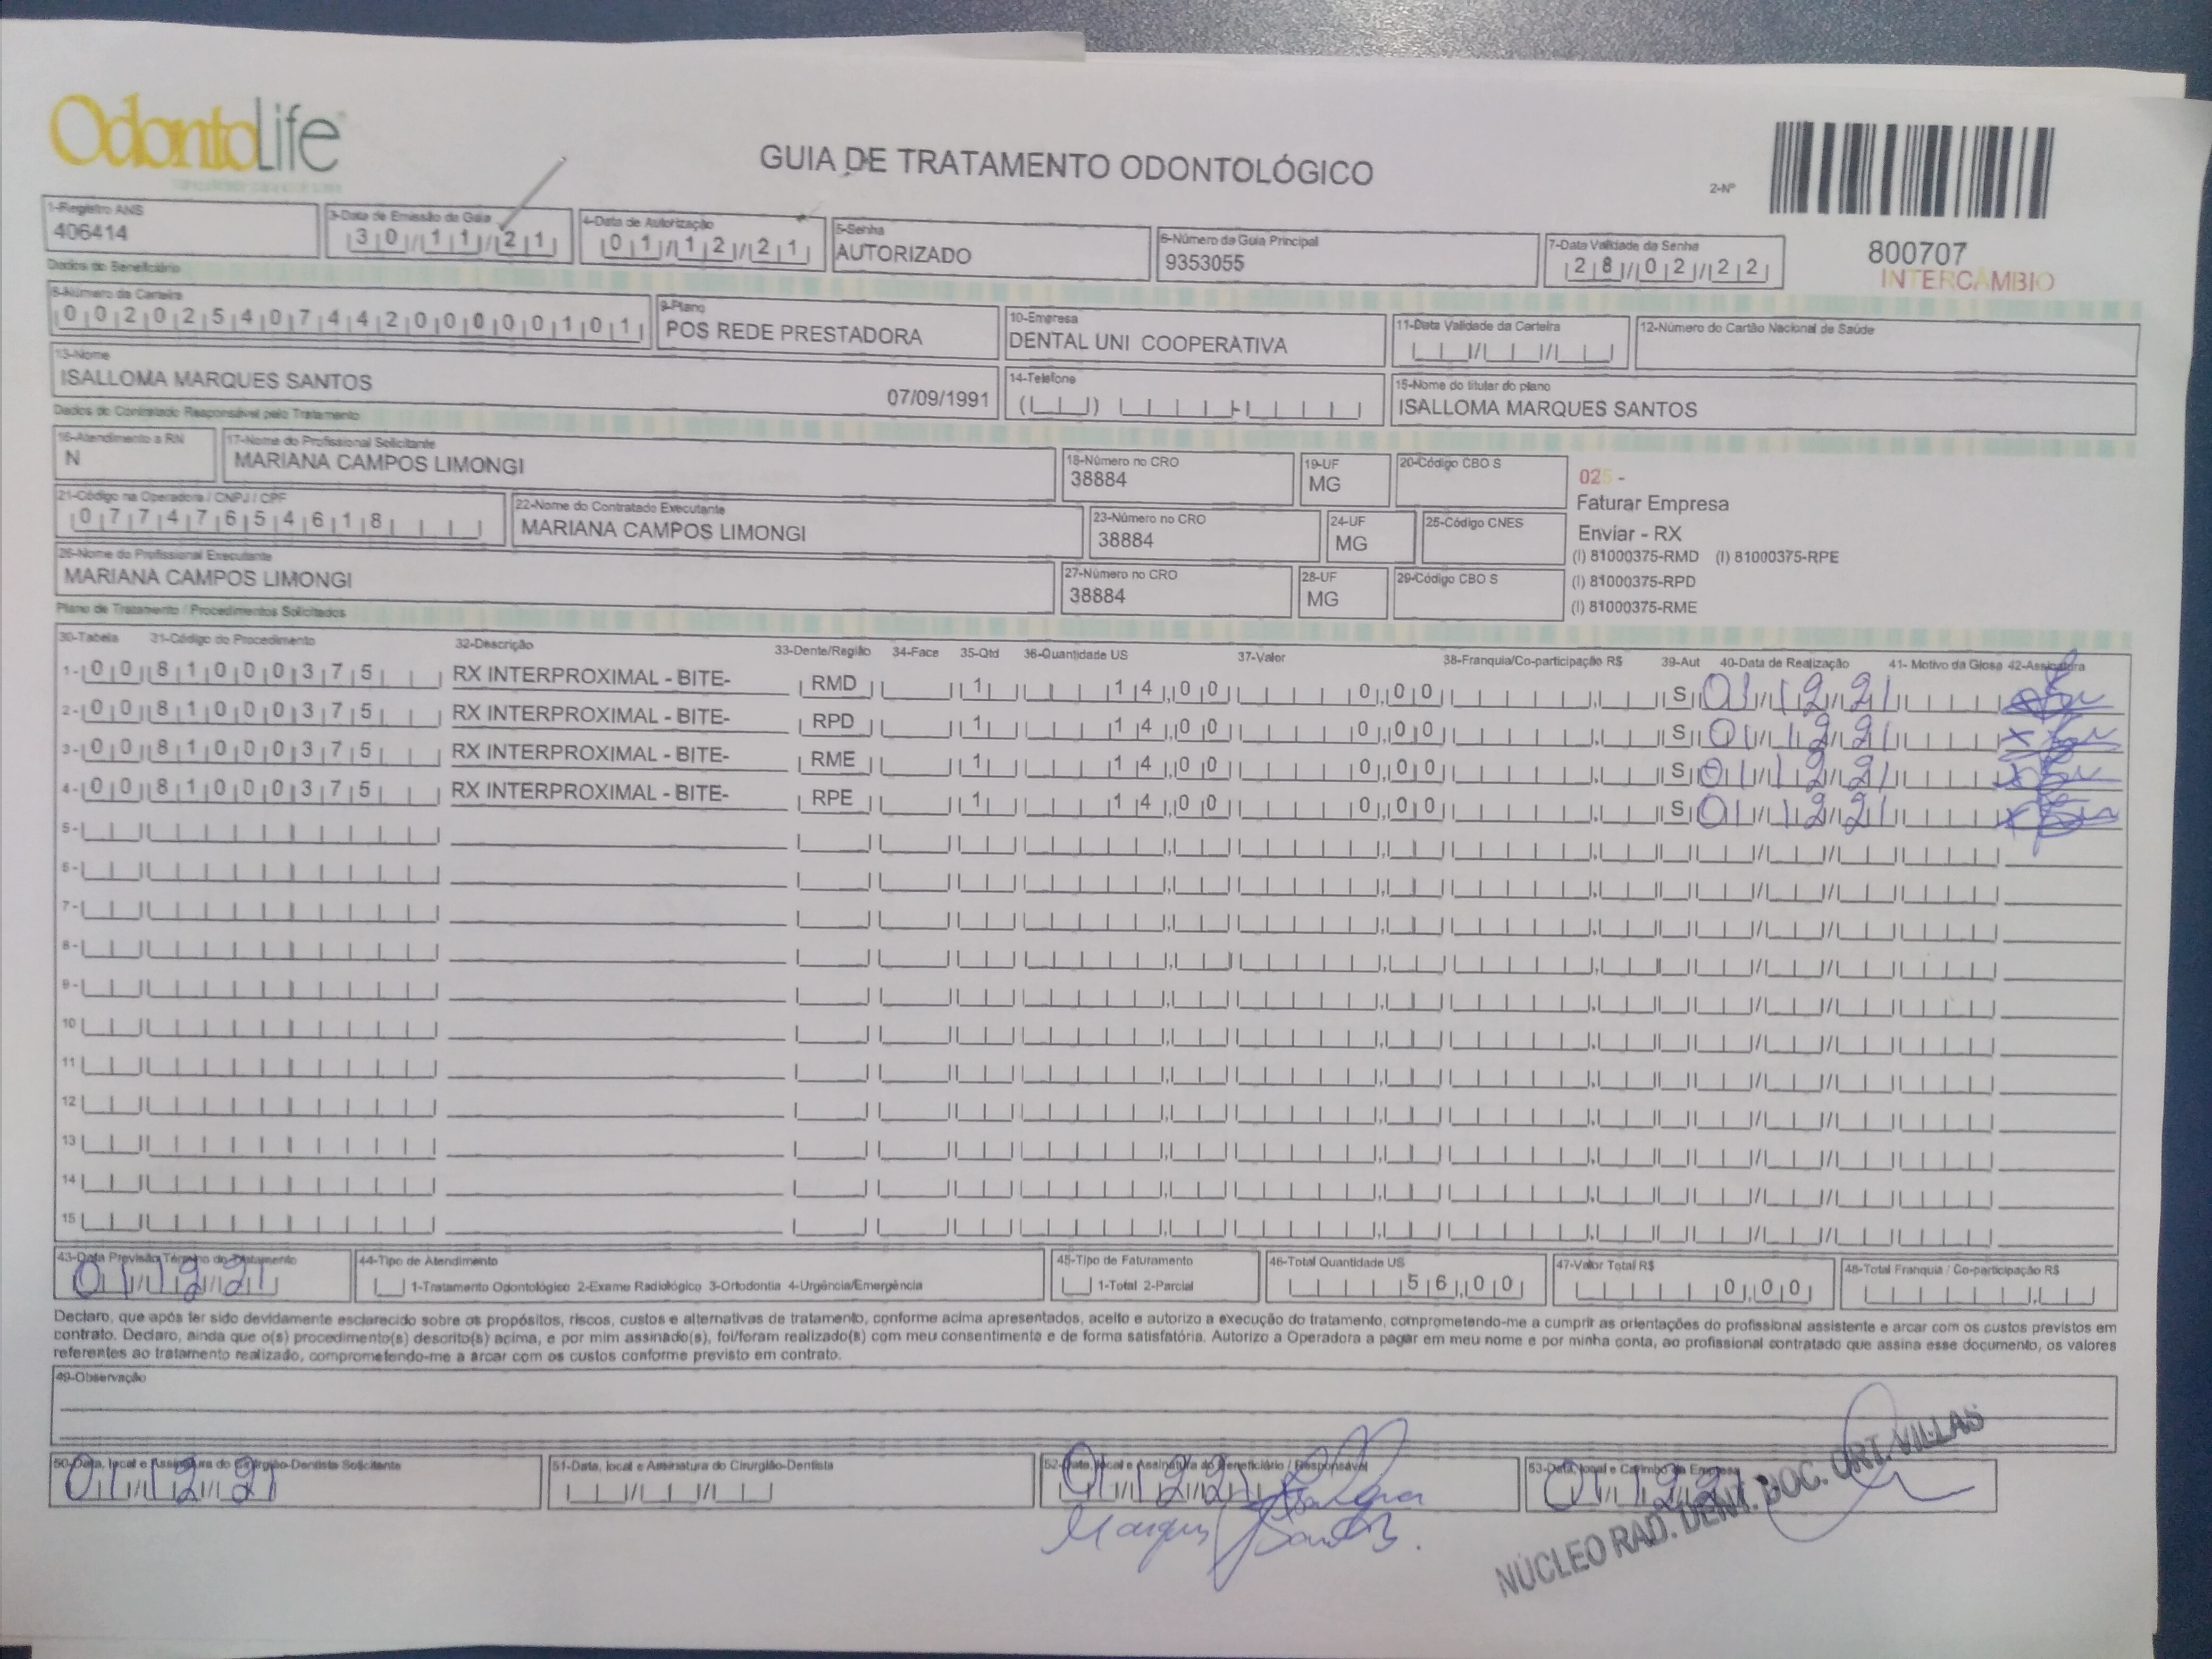 OdontoLife
GUIA DE TRATAMENTO ODONTOLÓGICO
2-Nº
800707
INTERCÂMBIO
1-Registro ANS
406414
3-Data de Emissão da Guia
30/11/21
4-Data de Autorização
01/12/21
5-Senha
AUTORIZADO
6-Número da Guia Principal
9353055
7-Data Validade da Senha
28/02/22
Dados do Beneficiário
8-Número da Carteira
00202540744200000101
9-Plano
POS REDE PRESTADORA
10-Empresa
DENTAL UNI COOPERATIVA
11-Data Validade da Carteira
12-Número do Cartão Nacional de Saúde
13-Nome
ISALLOMA MARQUES SANTOS 07/09/1991
14-Telefone
15-Nome do titular do plano
ISALLOMA MARQUES SANTOS
Dados do Contratado Responsável pelo Tratamento
16-Atendimento a RN
N
17-Nome do Profissional Solicitante
MARIANA CAMPOS LIMONGI
18-Número no CRO
38884
19-UF
MG
20-Código CBO S
025 -
Faturar Empresa
Enviar - RX
(I) 81000375-RMD (I) 81000375-RPE
(I) 81000375-RPD
(I) 81000375-RME
21-Código na Operadora / CNPJ / CPF
07747654618
22-Nome do Contratado Executante
MARIANA CAMPOS LIMONGI
23-Número no CRO
38884
24-UF
MG
25-Código CNES
26-Nome do Profissional Executante
MARIANA CAMPOS LIMONGI
27-Número no CRO
38884
28-UF
MG
29-Código CBO S
Plano de Tratamento / Procedimentos Solicitados
30-Tabela 31-Código do Procedimento 32-Descrição 33-Dente/Região 34-Face 35-Qtd 36-Quantidade US 37-Valor 38-Franquia/Co-participação R$ 39-Aut 40-Data de Realização 41- Motivo da Glosa 42-Assinatura
1- 00 81000375 RX INTERPROXIMAL - BITE- RMD 1 14,00 0,00 S 01/12/21
2- 00 81000375 RX INTERPROXIMAL - BITE- RPD 1 14,00 0,00 S 01/12/21
3- 00 81000375 RX INTERPROXIMAL - BITE- RME 1 14,00 0,00 S 01/12/21
4- 00 81000375 RX INTERPROXIMAL - BITE- RPE 1 14,00 0,00 S 01/12/21
5-
6-
7-
8-
9-
10
11
12
13
14
15
43-Data Previsão Término do Tratamento
01/12/21
44-Tipo de Atendimento
1-Tratamento Odontológico 2-Exame Radiológico 3-Ortodontia 4-Urgência/Emergência
45-Tipo de Faturamento
1-Total 2-Parcial
46-Total Quantidade US
56,00
47-Valor Total R$
0,00
48-Total Franquia / Co-participação R$
Declaro, que após ter sido devidamente esclarecido sobre os propósitos, riscos, custos e alternativas de tratamento, conforme acima apresentados, aceito e autorizo a execução do tratamento, comprometendo-me a cumprir as orientações do profissional assistente e arcar com os custos previstos em
contrato. Declaro, ainda que o(s) procedimento(s) descrito(s) acima, e por mim assinado(s), foi/foram realizado(s) com meu consentimento e de forma satisfatória. Autorizo a Operadora a pagar em meu nome e por minha conta, ao profissional contratado que assina esse documento, os valores
referentes ao tratamento realizado, comprometendo-me a arcar com os custos conforme previsto em contrato.
49-Observação
50-Data, local e Assinatura do Cirurgião-Dentista Solicitante
01/12/21
51-Data, local e Assinatura do Cirurgião-Dentista
52-Data, local e Assinatura do Beneficiário / Responsável
01/12/21
Marques Santos
53-Data, local e Carimbo da Empresa
01/12/21
NÚCLEO RAD. DENT. DOC. ORT. VILLAS